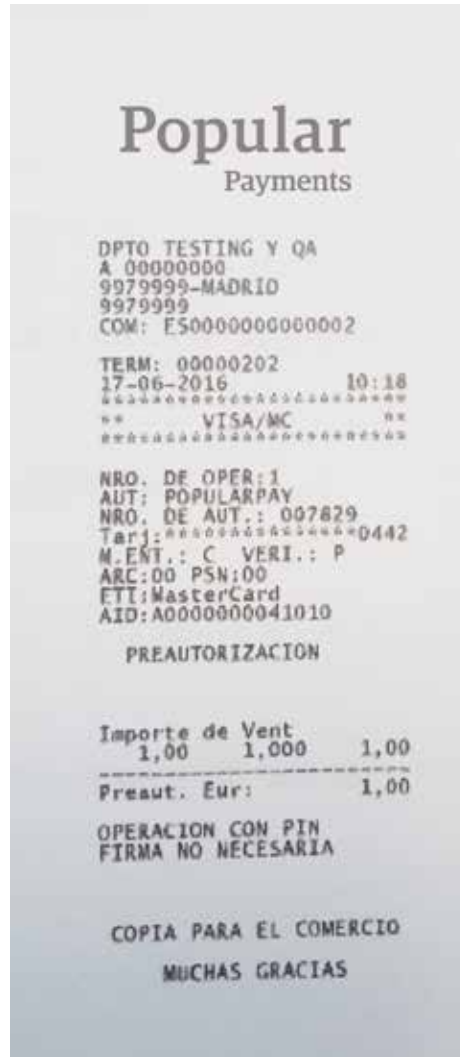 Popular
Payments
DPTO TESTING Y QA
A 00000000
9979999-MADRID
9979999
COM: ES0000000000002
TERM: 00000202
17-06-2016 10:18
**************************
** VISA/MC **
**************************
NRO. DE OPER:1
AUT: POPULARPAY
NRO. DE AUT.: 007829
Tarj:*****************0442
M.ENT.: C VERI.: P
ARC:00 PSN:00
ETI:MasterCard
AID:A0000000041010
PREAUTORIZACION
Importe de Vent
1,00 1,000 1,00
--------------------------
Preaut. Eur: 1,00
OPERACION CON PIN
FIRMA NO NECESARIA
COPIA PARA EL COMERCIO
MUCHAS GRACIAS